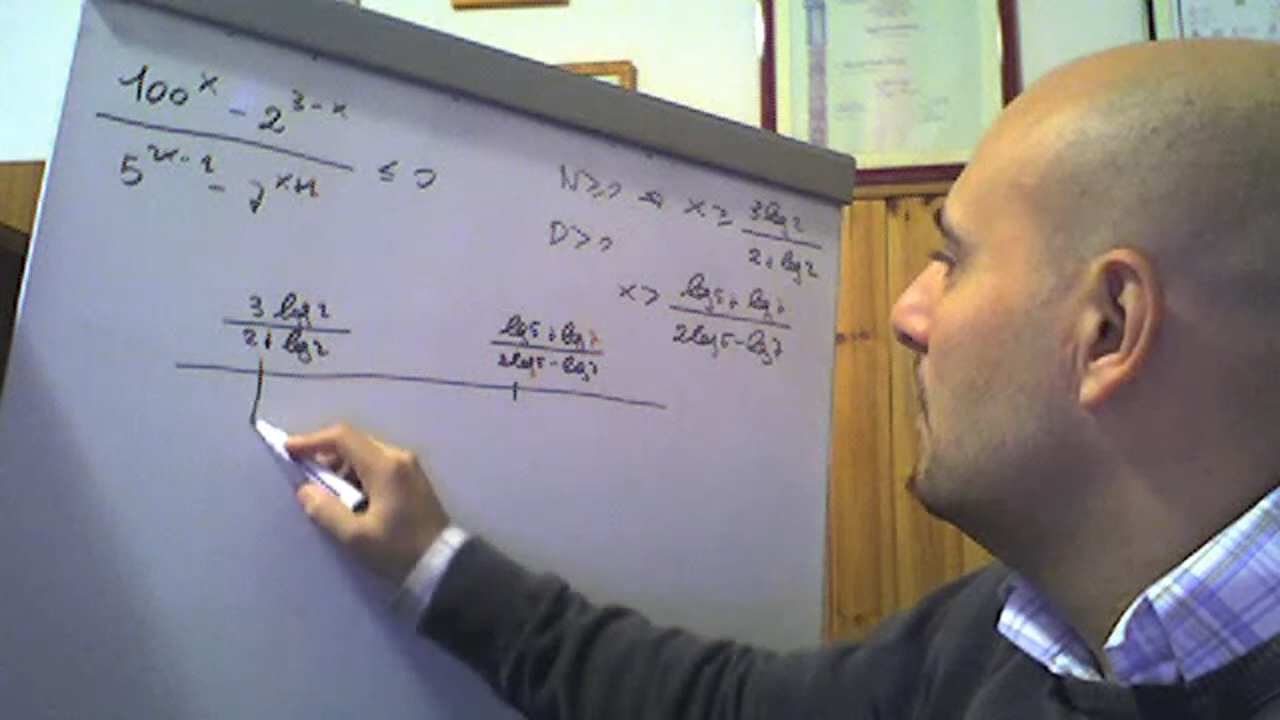 100^x - 2^{3-x}
5^{2x-1} - 7^{x+1} ≤ 0
N ≥ 0 x ≥ 3 log 2
2 + log 2
D > 0
x > log 5 + log 7
2 log 5 - log 7
3 log 2
2 + log 2
log 5 + log 7
2 log 5 - log 7